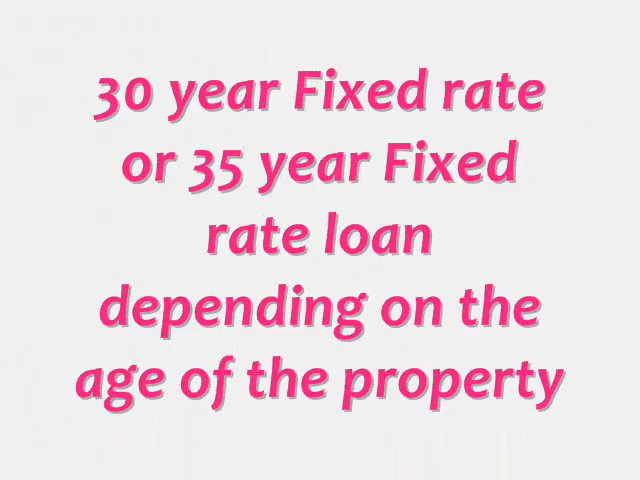 30 year Fixed rate
or 35 year Fixed
rate loan
depending on the
age of the property